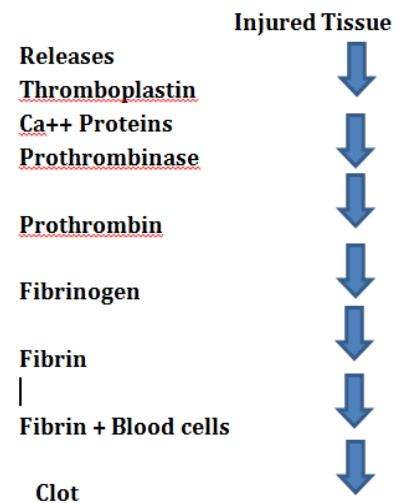 Injured Tissue
Releases
Thromboplastin
Ca++ Proteins
Prothrombinase
Prothrombin
Fibrinogen
Fibrin
Fibrin + Blood cells
Clot